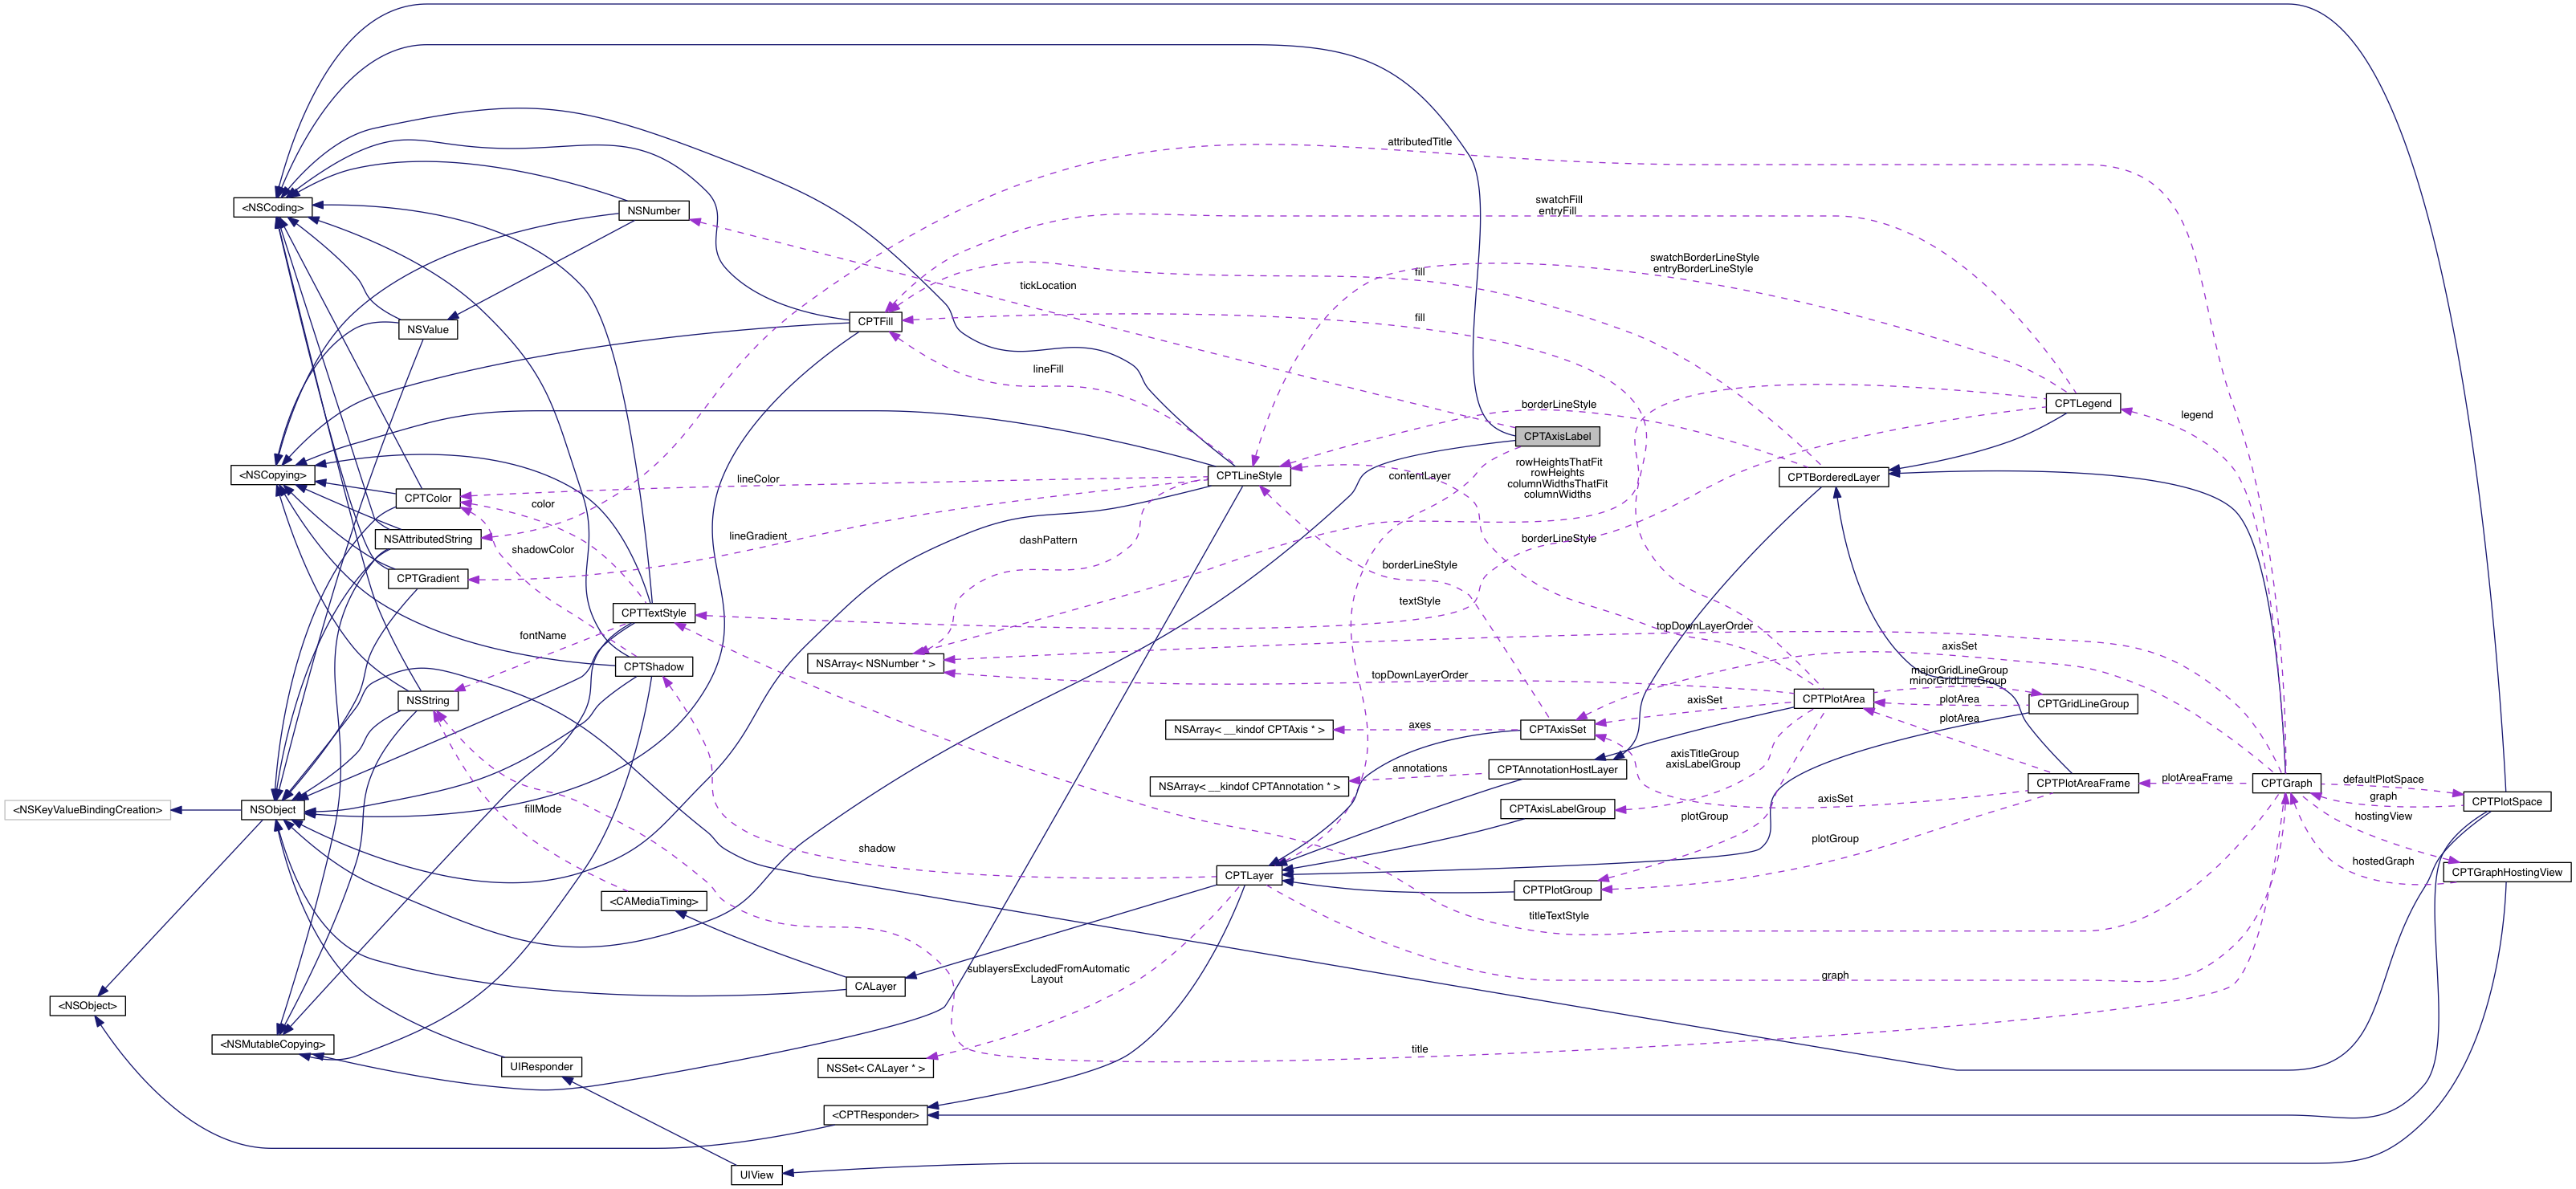 attributedTitle
swatchFill
entryFill
<NSCoding>
NSNumber
swatchBorderLineStyle
entryBorderLineStyle
fill
tickLocation
NSValue
CPTFill
fill
lineFill
CPTLegend
borderLineStyle
legend
CPTAxisLabel
<NSCopying>
CPTLineStyle
contentLayer
rowHeightsThatFit
rowHeights
columnWidthsThatFit
columnWidths
CPTBorderedLayer
lineColor
CPTColor
color
NSAttributedString
lineGradient
dashPattern
borderLineStyle
shadowColor
CPTGradient
borderLineStyle
textStyle
CPTTextStyle
fontName
topDownLayerOrder
axisSet
CPTShadow
NSArray< NSNumber * >
topDownLayerOrder
majorGridLineGroup
minorGridLineGroup
NSString
CPTPlotArea
plotArea
CPTGridLineGroup
axisSet
plotArea
NSArray< __kindof CPTAxis * >
axes
CPTAxisSet
axisTitleGroup
axisLabelGroup
annotations
CPTAnnotationHostLayer
NSArray< __kindof CPTAnnotation * >
CPTPlotAreaFrame
plotAreaFrame
CPTGraph
defaultPlotSpace
graph
CPTPlotSpace
<NSKeyValueBindingCreation>
NSObject
fillMode
CPTAxisLabelGroup
axisSet
plotGroup
hostingView
shadow
plotGroup
hostedGraph
CPTLayer
CPTPlotGroup
CPTGraphHostingView
<CAMediaTiming>
titleTextStyle
sublayersExcludedFromAutomatic
Layout
graph
CALayer
<NSObject>
<NSMutableCopying>
title
UIResponder
NSSet< CALayer * >
<CPTResponder>
UIView